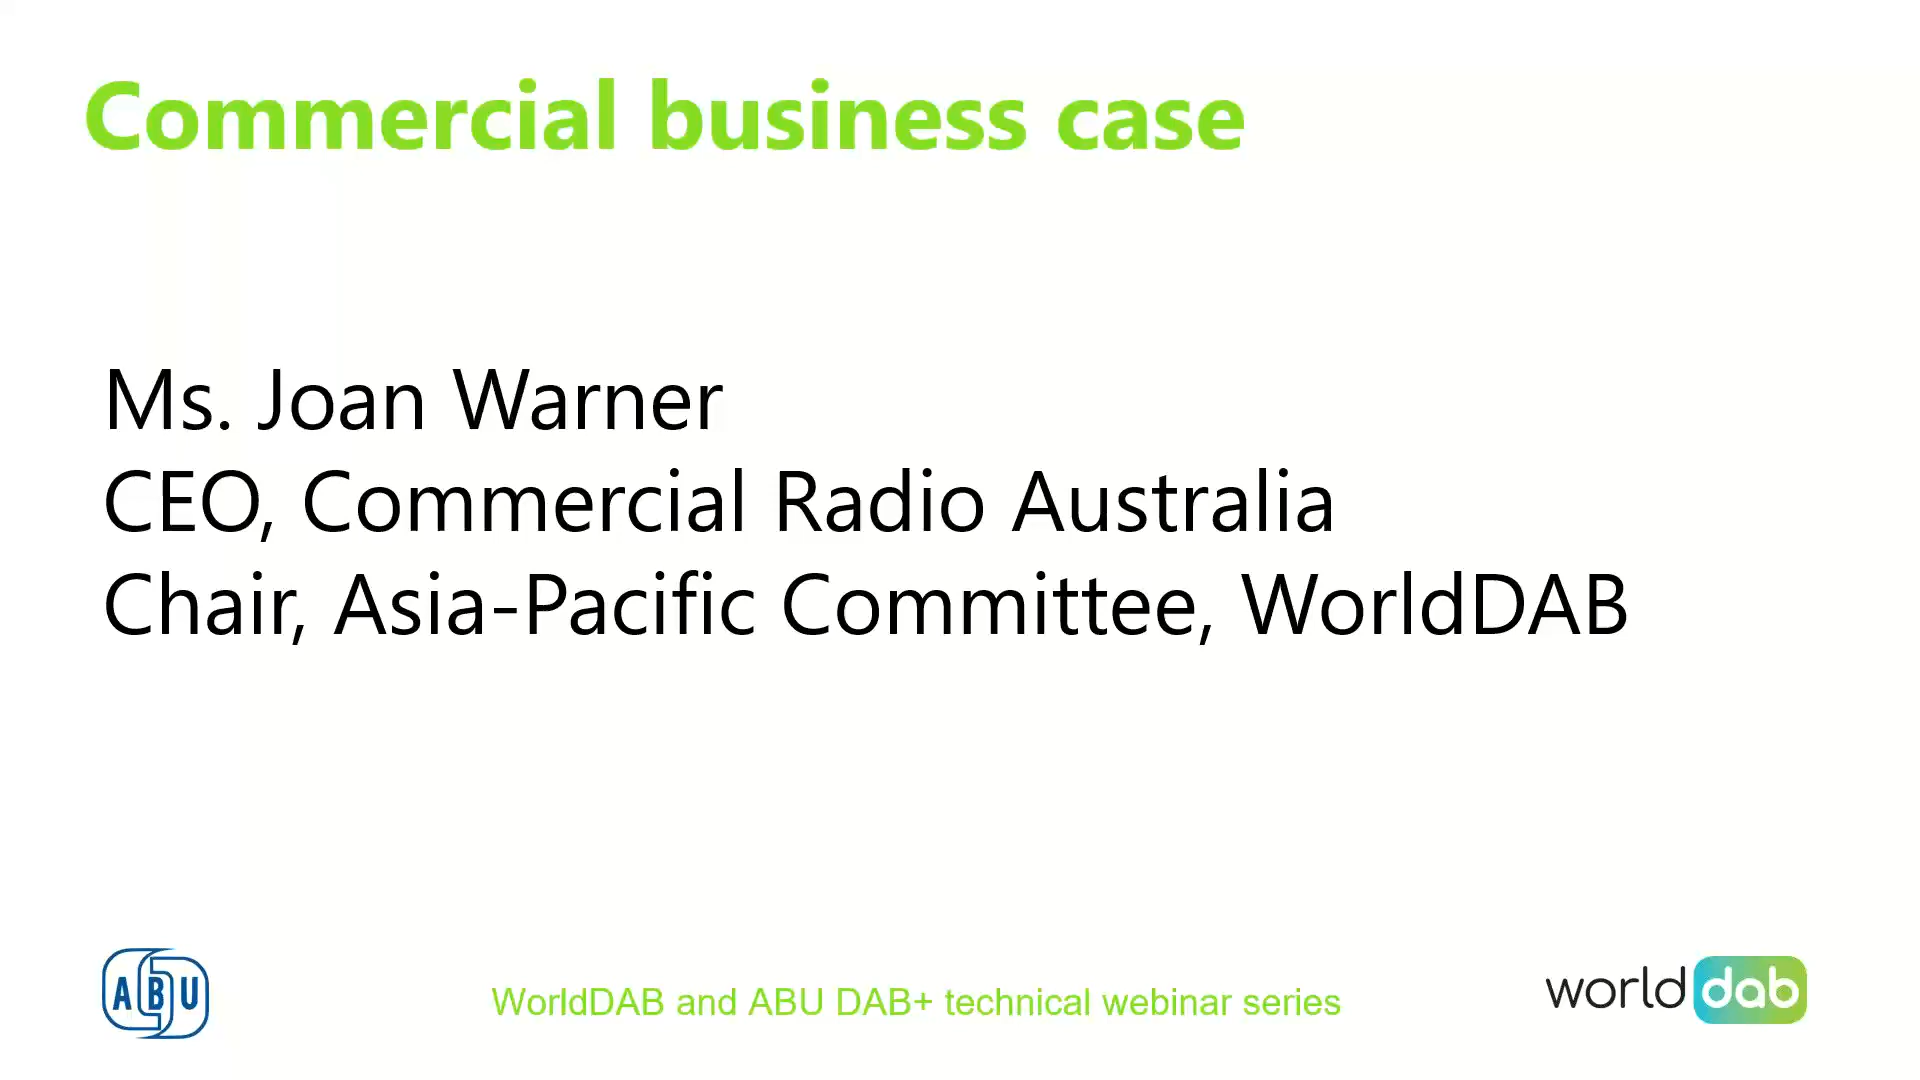 Commercial business case
Ms. Joan Warner
CEO, Commercial Radio Australia
Chair, Asia-Pacific Committee, WorldDAB
ABU
WorldDAB and ABU DAB+ technical webinar series
world dab